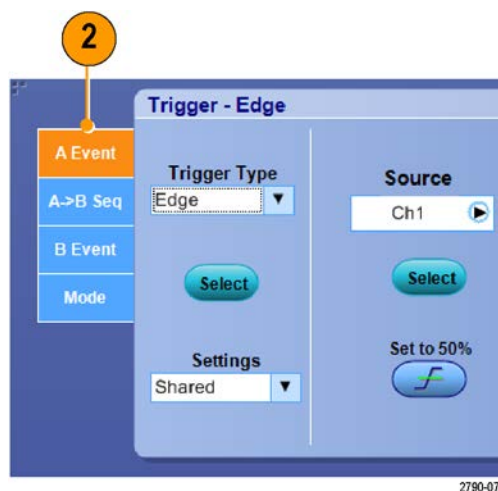 2
Trigger - Edge
A Event
A->B Seq
B Event
Mode
Trigger Type
Edge
Select
Settings
Shared
Source
Ch1
Select
Set to 50%
2790-07